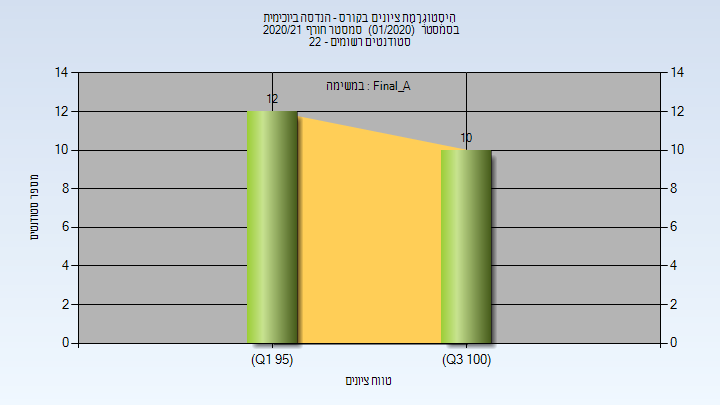 היסטוגרמת ציונים בקורס - הנדסה ביוכימית
בסמסטר (01/2020) סמסטר חורף 2020/21
סטודנטים רשומים - 22
במשימה : Final_A
14 14
12 12
10 10
8 8
6 6
4 4
2 2
0 0
12
10
מספר סטודנטים
(Q1 95) (Q3 100)
טווח ציונים